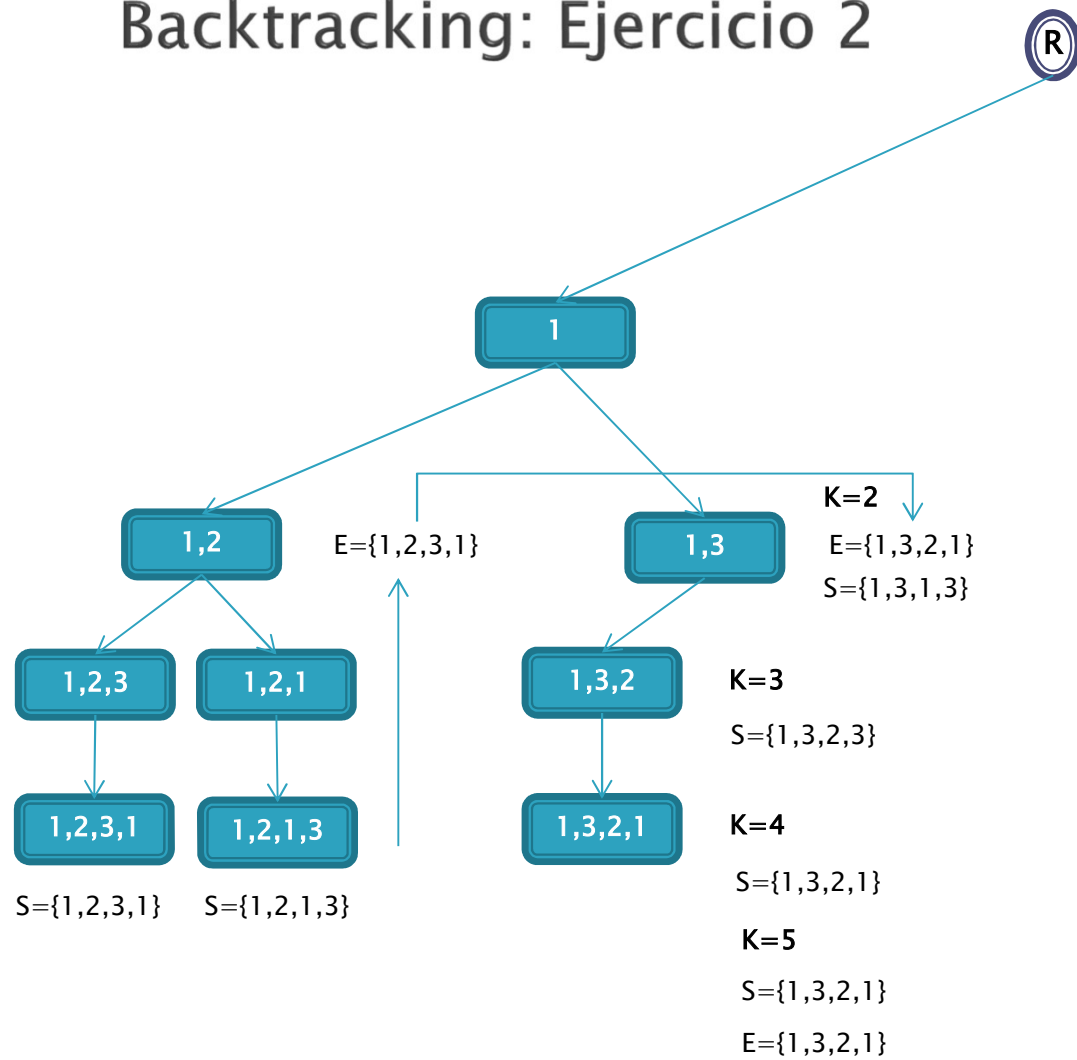 Backtracking: Ejercicio 2
R
1
K=2
1,2
E={1,2,3,1}
1,3
E={1,3,2,1}
S={1,3,1,3}
1,2,3
1,2,1
1,3,2
K=3
S={1,3,2,3}
1,2,3,1
1,2,1,3
1,3,2,1
K=4
S={1,3,2,1}
S={1,2,3,1}
S={1,2,1,3}
K=5
S={1,3,2,1}
E={1,3,2,1}